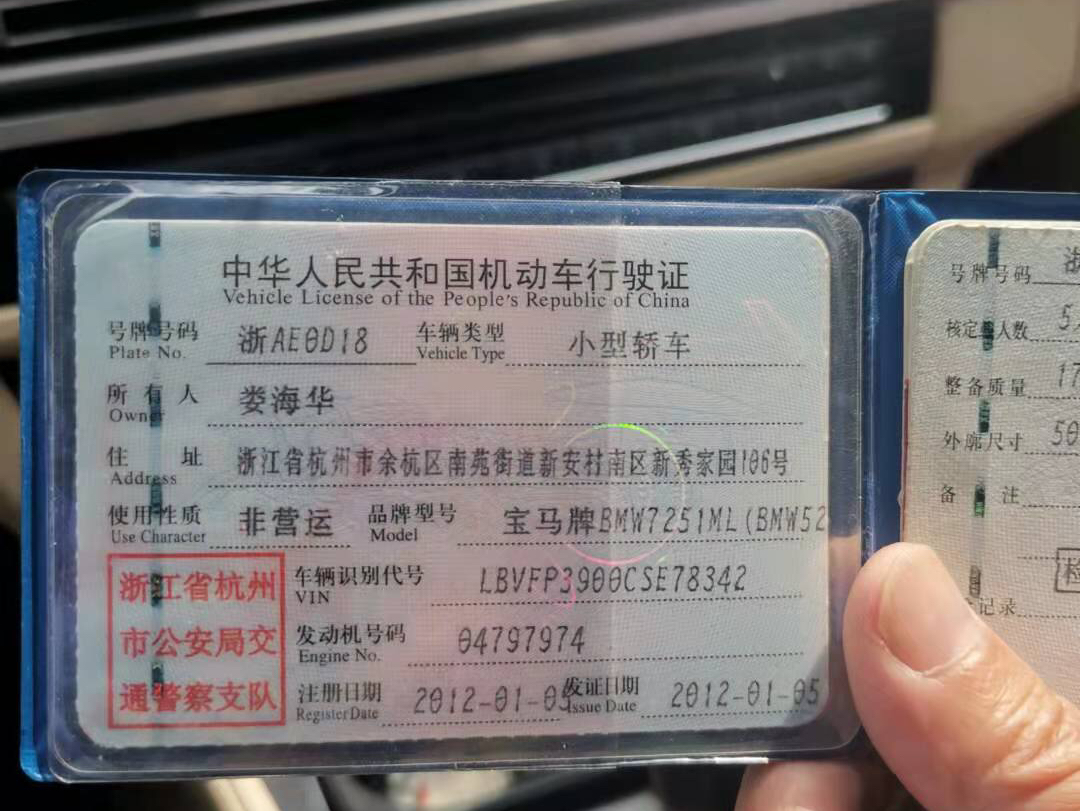 中华人民共和国机动车行驶证
Vehicle License of the People's Republic of China
号牌号码 浙AE0D18 车辆类型 小型轿车
Plate No. Vehicle Type
所有人 娄海华
Owner
住址 浙江省杭州市余杭区南苑街道新安村南区新秀家园106号
Address
使用性质 非营运 品牌型号 宝马牌BMW7251ML(BMW52
Use Character Model
浙江省杭州
市公安局交
通警察支队
车辆识别代号 LBVFP3900CSE78342
VIN
发动机号码 04797974
Engine No.
注册日期 2012-01-05 发证日期 2012-01-05
Register Date Issue Date
号牌号码 浙
核定 人数 5
整备质量 17
外廓尺寸 50
备注
检
记录